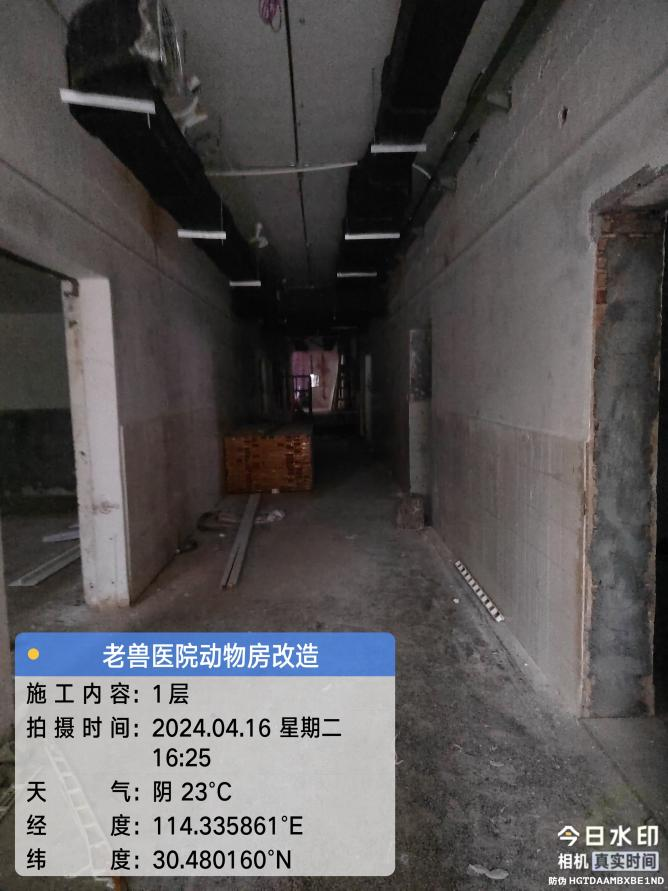 老兽医院动物房改造
施工内容：1层
拍摄时间：2024.04.16 星期二
16:25
天气：阴 23°C
经度：114.335861°E
纬度：30.480160°N
今日水印
相机 真实时间
防伪 HGTDAAMBXBE1ND